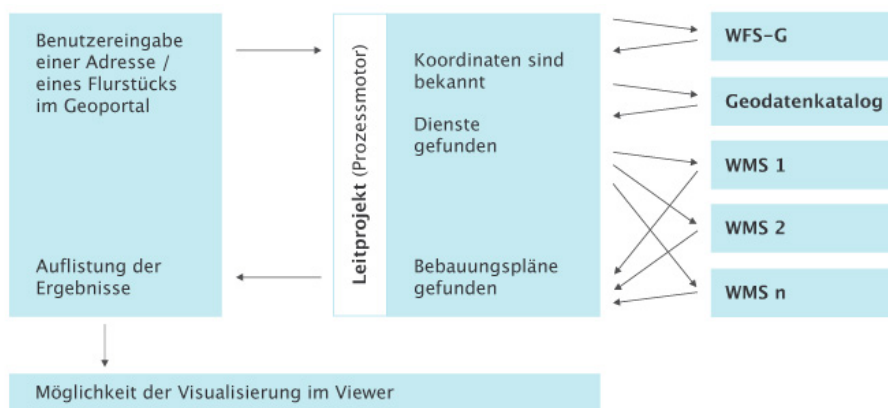 Benutzereingabe
einer Adresse /
eines Flurstücks
im Geoportal
Auflistung der
Ergebnisse
Leitprojekt (Prozessmotor)
Koordinaten sind
bekannt
Dienste
gefunden
Bebauungspläne
gefunden
WFS-G
Geodatenkatalog
WMS 1
WMS 2
WMS n
Möglichkeit der Visualisierung im Viewer